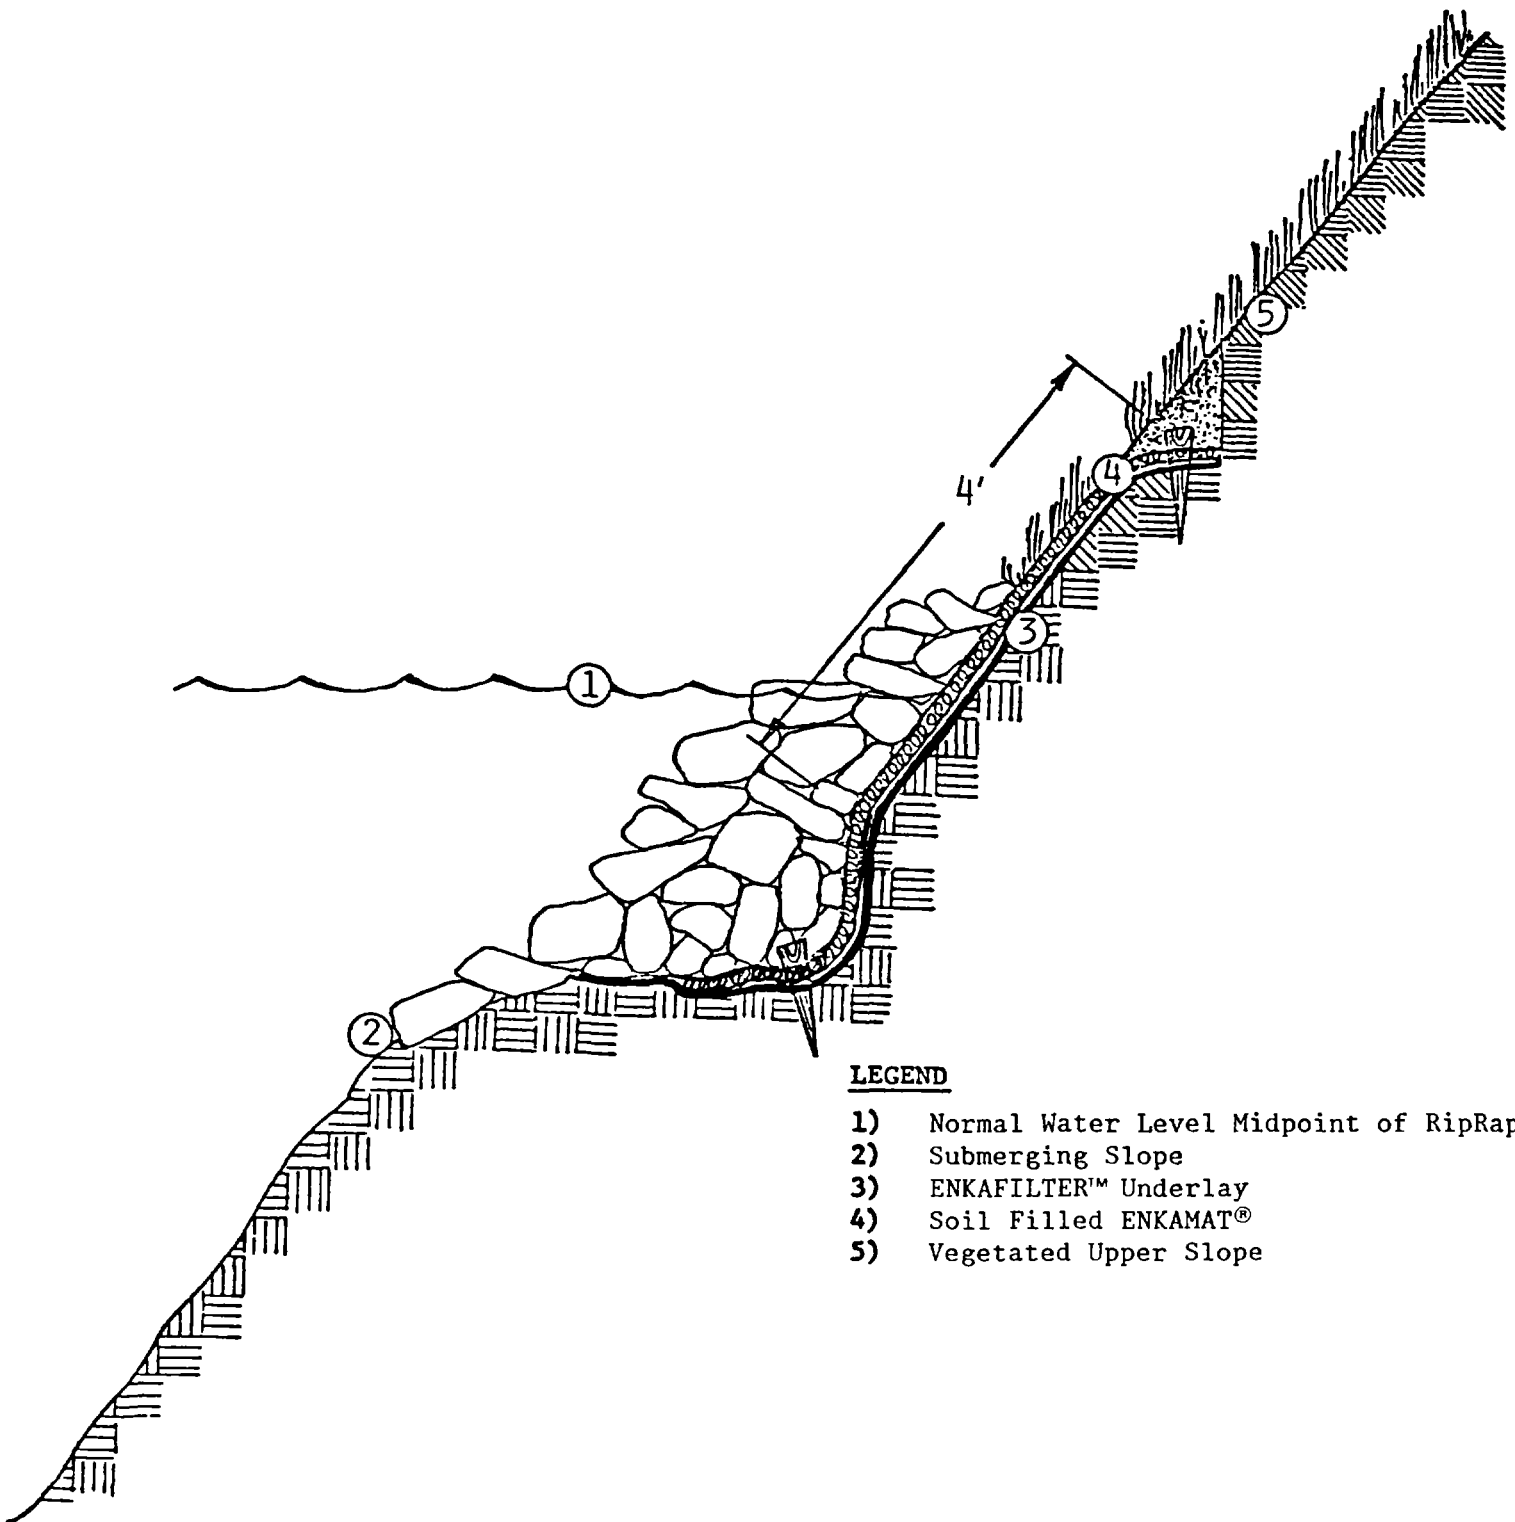 5
4
4'
3
1
2
LEGEND
1) Normal Water Level Midpoint of RipRap
2) Submerging Slope
3) ENKAFILTER™ Underlay
4) Soil Filled ENKAMAT®
5) Vegetated Upper Slope